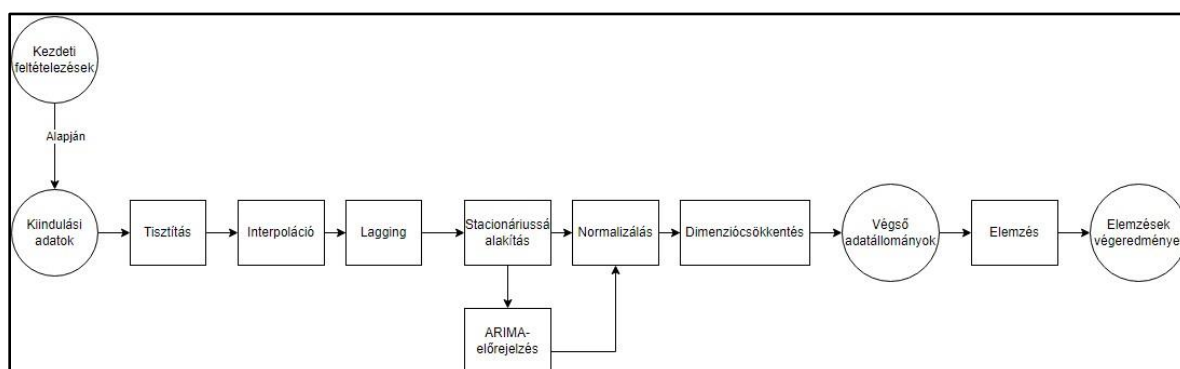 Kezdeti
feltételezések
Alapján
Kiindulási
adatok
Tisztítás
Interpoláció
Lagging
Stacionáriussá
alakítás
Normalizálás
Dimenziócsökkentés
Végső
adatállományok
Elemzés
Elemzések
végeredménye
ARIMA-
előrejelzés